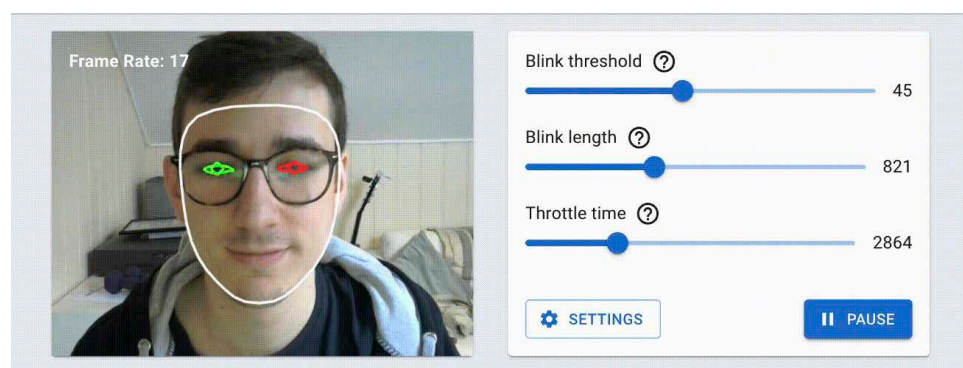 Frame Rate: 17
Blink threshold
45
Blink length
821
Throttle time
2864
SETTINGS
PAUSE